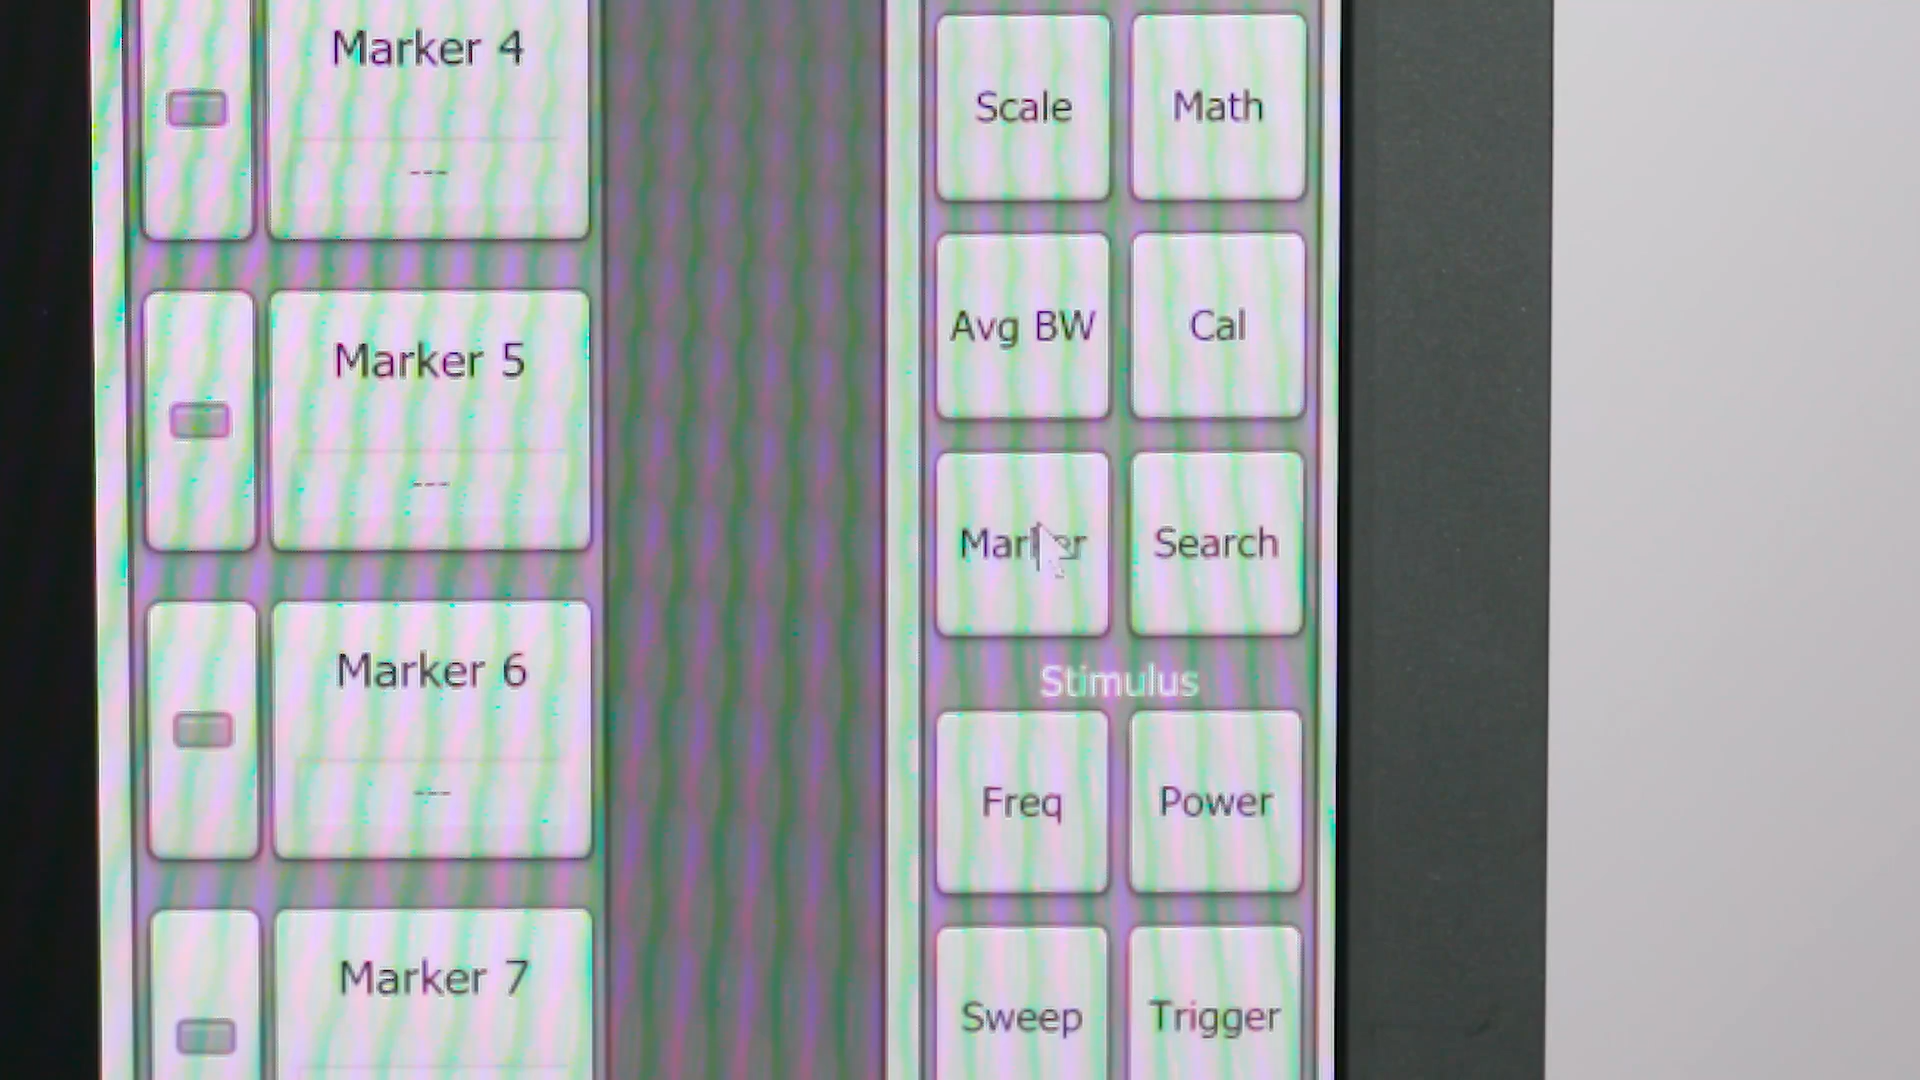 Marker 4
---
Marker 5
---
Marker 6
---
Marker 7
Scale
Math
Avg BW
Cal
Marker
Search
Stimulus
Freq
Power
Sweep
Trigger